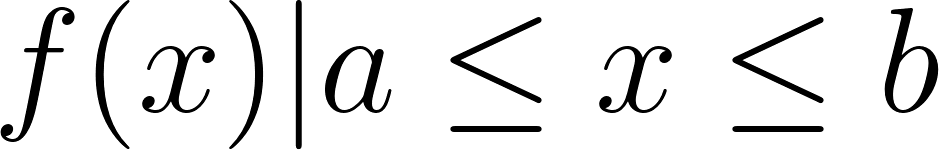 f(x)|a ≤ x ≤ b